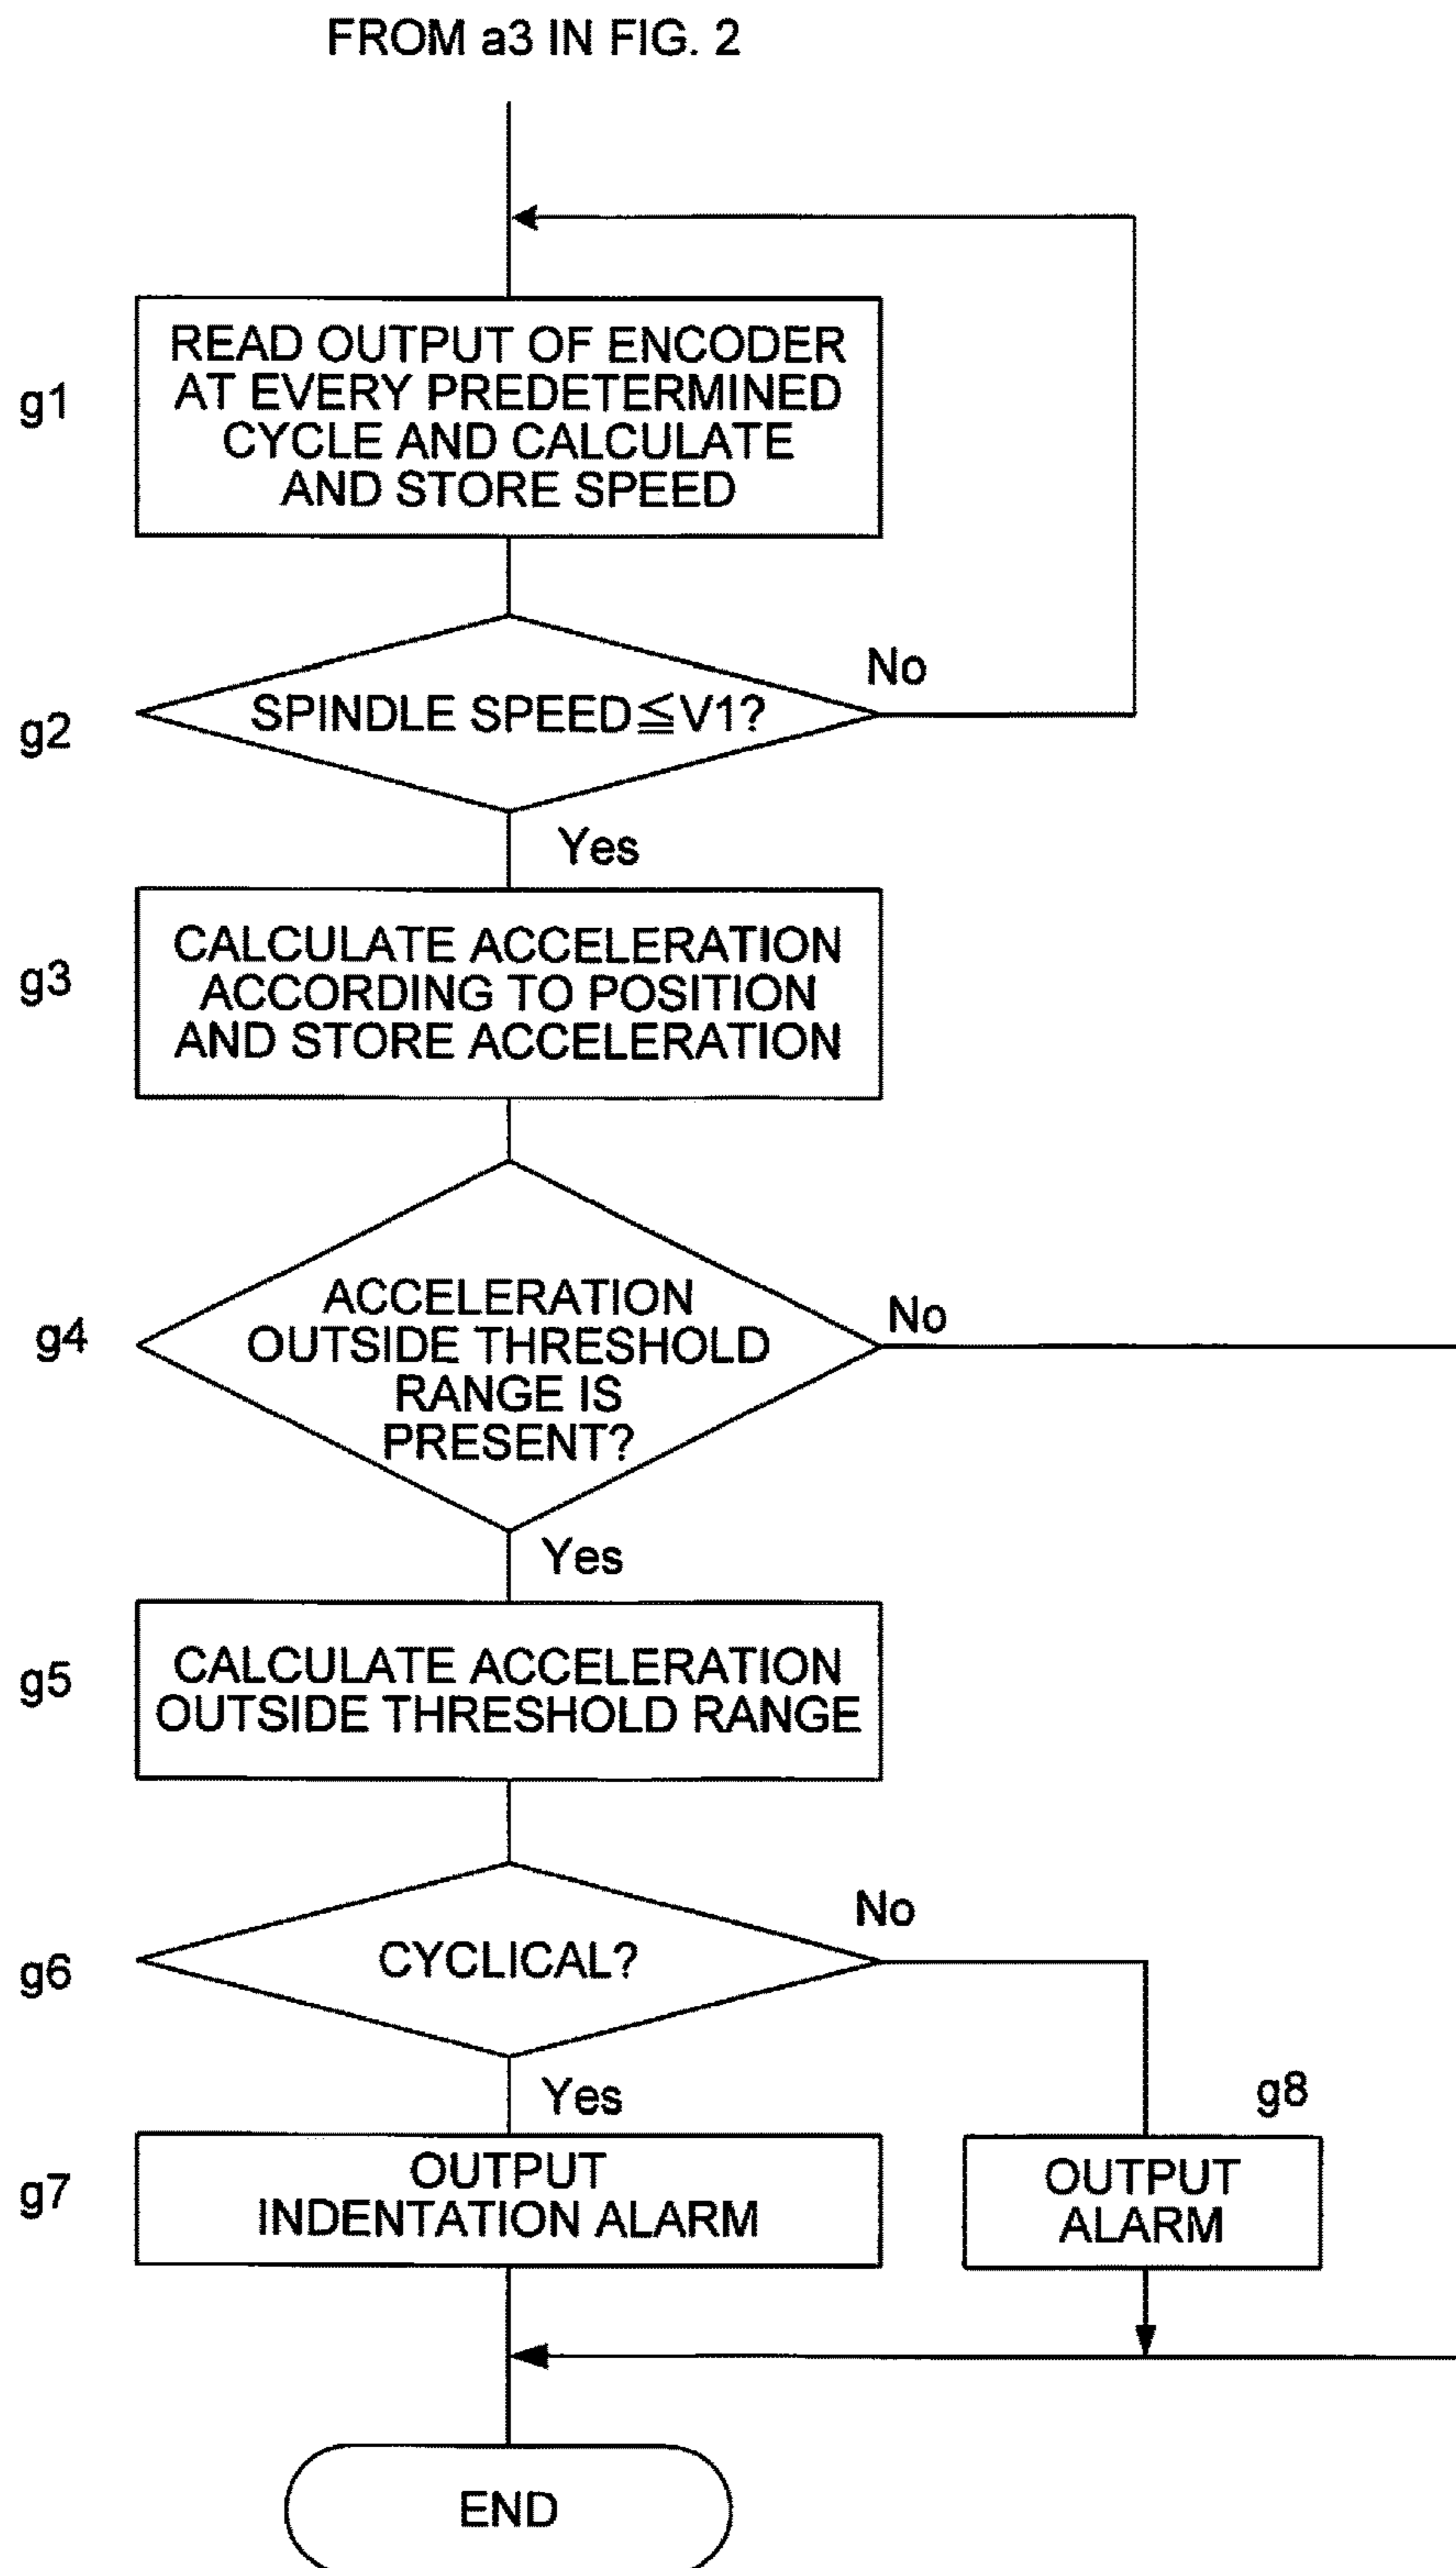 FROM a3 IN FIG. 2
g1
READ OUTPUT OF ENCODER
AT EVERY PREDETERMINED
CYCLE AND CALCULATE
AND STORE SPEED
No
g2
SPINDLE SPEED≦V1?
Yes
g3
CALCULATE ACCELERATION
ACCORDING TO POSITION
AND STORE ACCELERATION
g4
ACCELERATION
OUTSIDE THRESHOLD
RANGE IS
PRESENT?
No
Yes
g5
CALCULATE ACCELERATION
OUTSIDE THRESHOLD RANGE
No
g6
CYCLICAL?
Yes
g7
OUTPUT
INDENTATION ALARM
g8
OUTPUT
ALARM
END